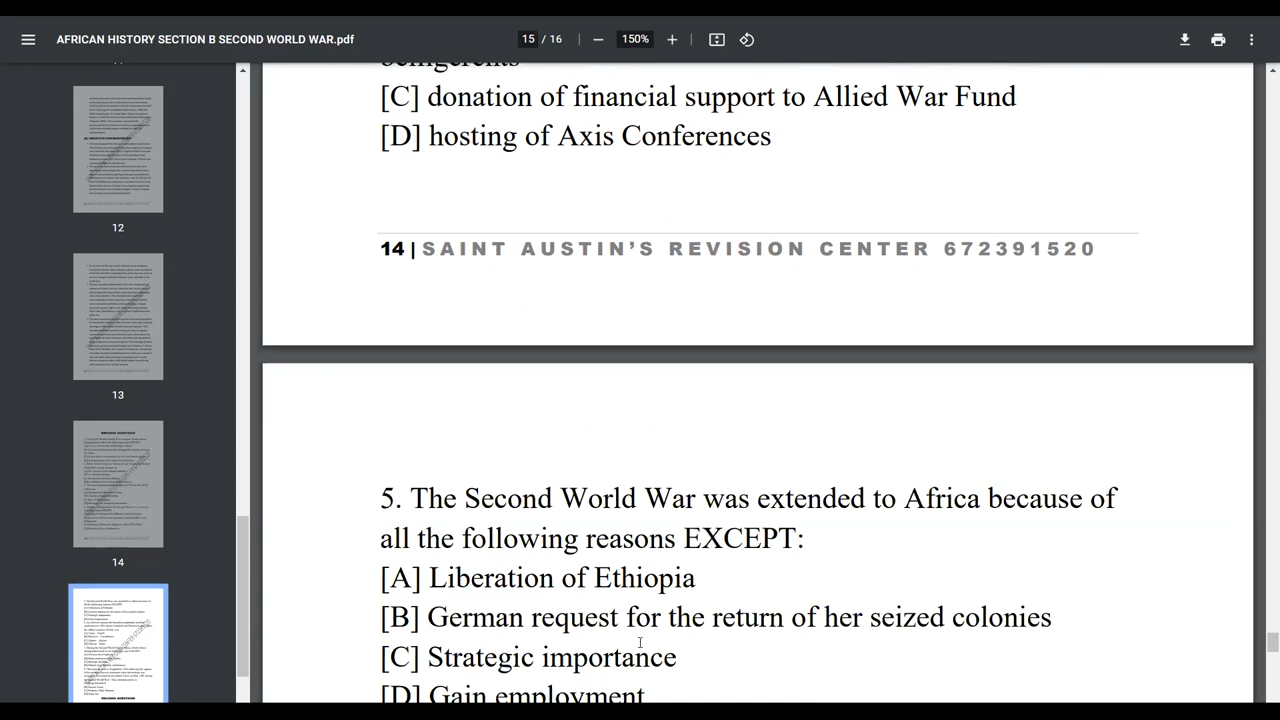 AFRICAN HISTORY SECTION B SECOND WORLD WAR.pdf
15 / 16
150%
[C] donation of financial support to Allied War Fund
[D] hosting of Axis Conferences
14 | SAINT AUSTIN'S REVISION CENTER 672391520
5. The Second World War was extended to Africa because of
all the following reasons EXCEPT:
[A] Liberation of Ethiopia
[B] German request for the return of her seized colonies
[C] Strategic importance
[D] Gain employment
12
13
14